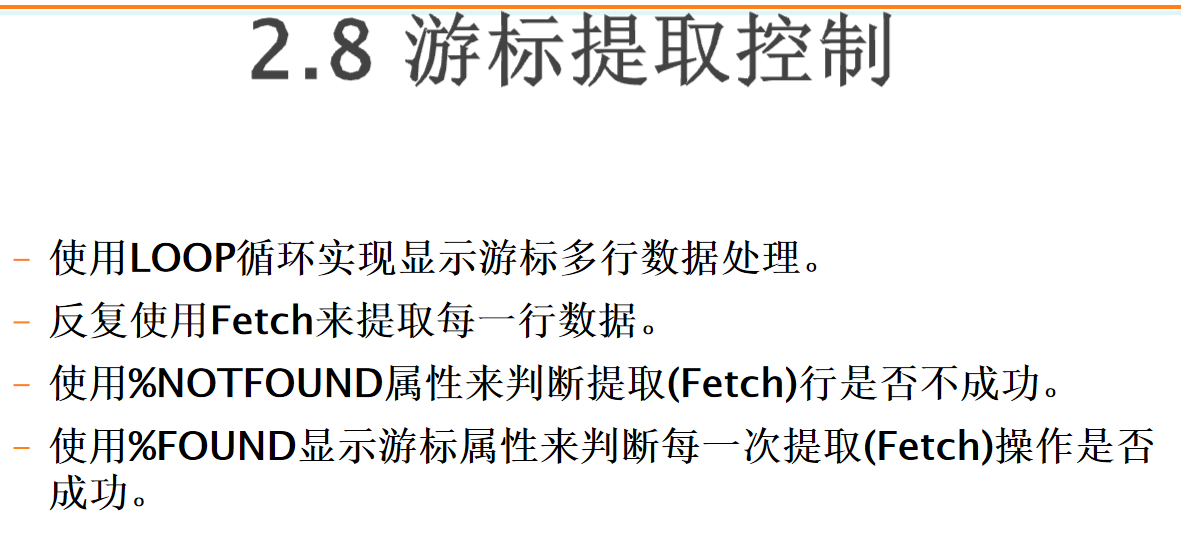 2.8 游标提取控制
– 使用LOOP循环实现显示游标多行数据处理。
– 反复使用Fetch来提取每一行数据。
– 使用%NOTFOUND属性来判断提取(Fetch)行是否不成功。
– 使用%FOUND显示游标属性来判断每一次提取(Fetch)操作是否
成功。